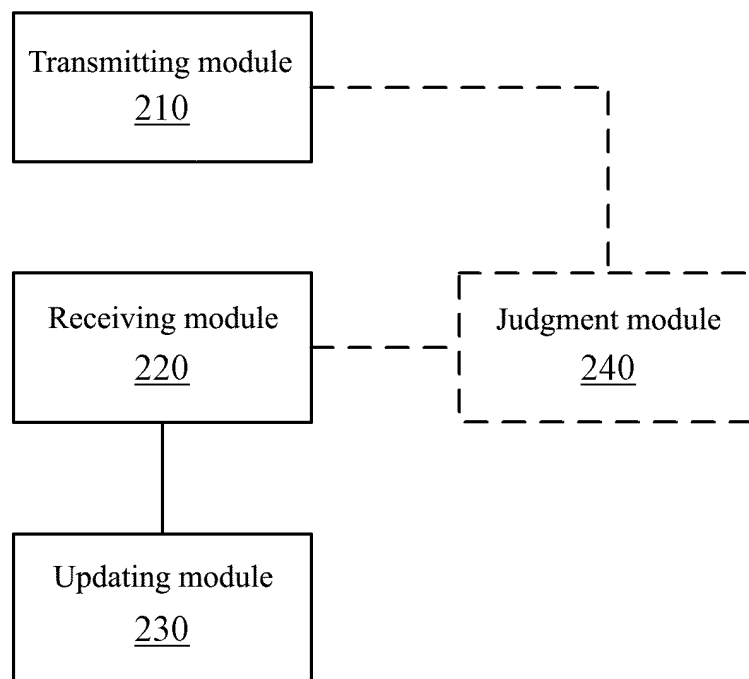 Transmitting module
210
Receiving module
220
Judgment module
240
Updating module
230